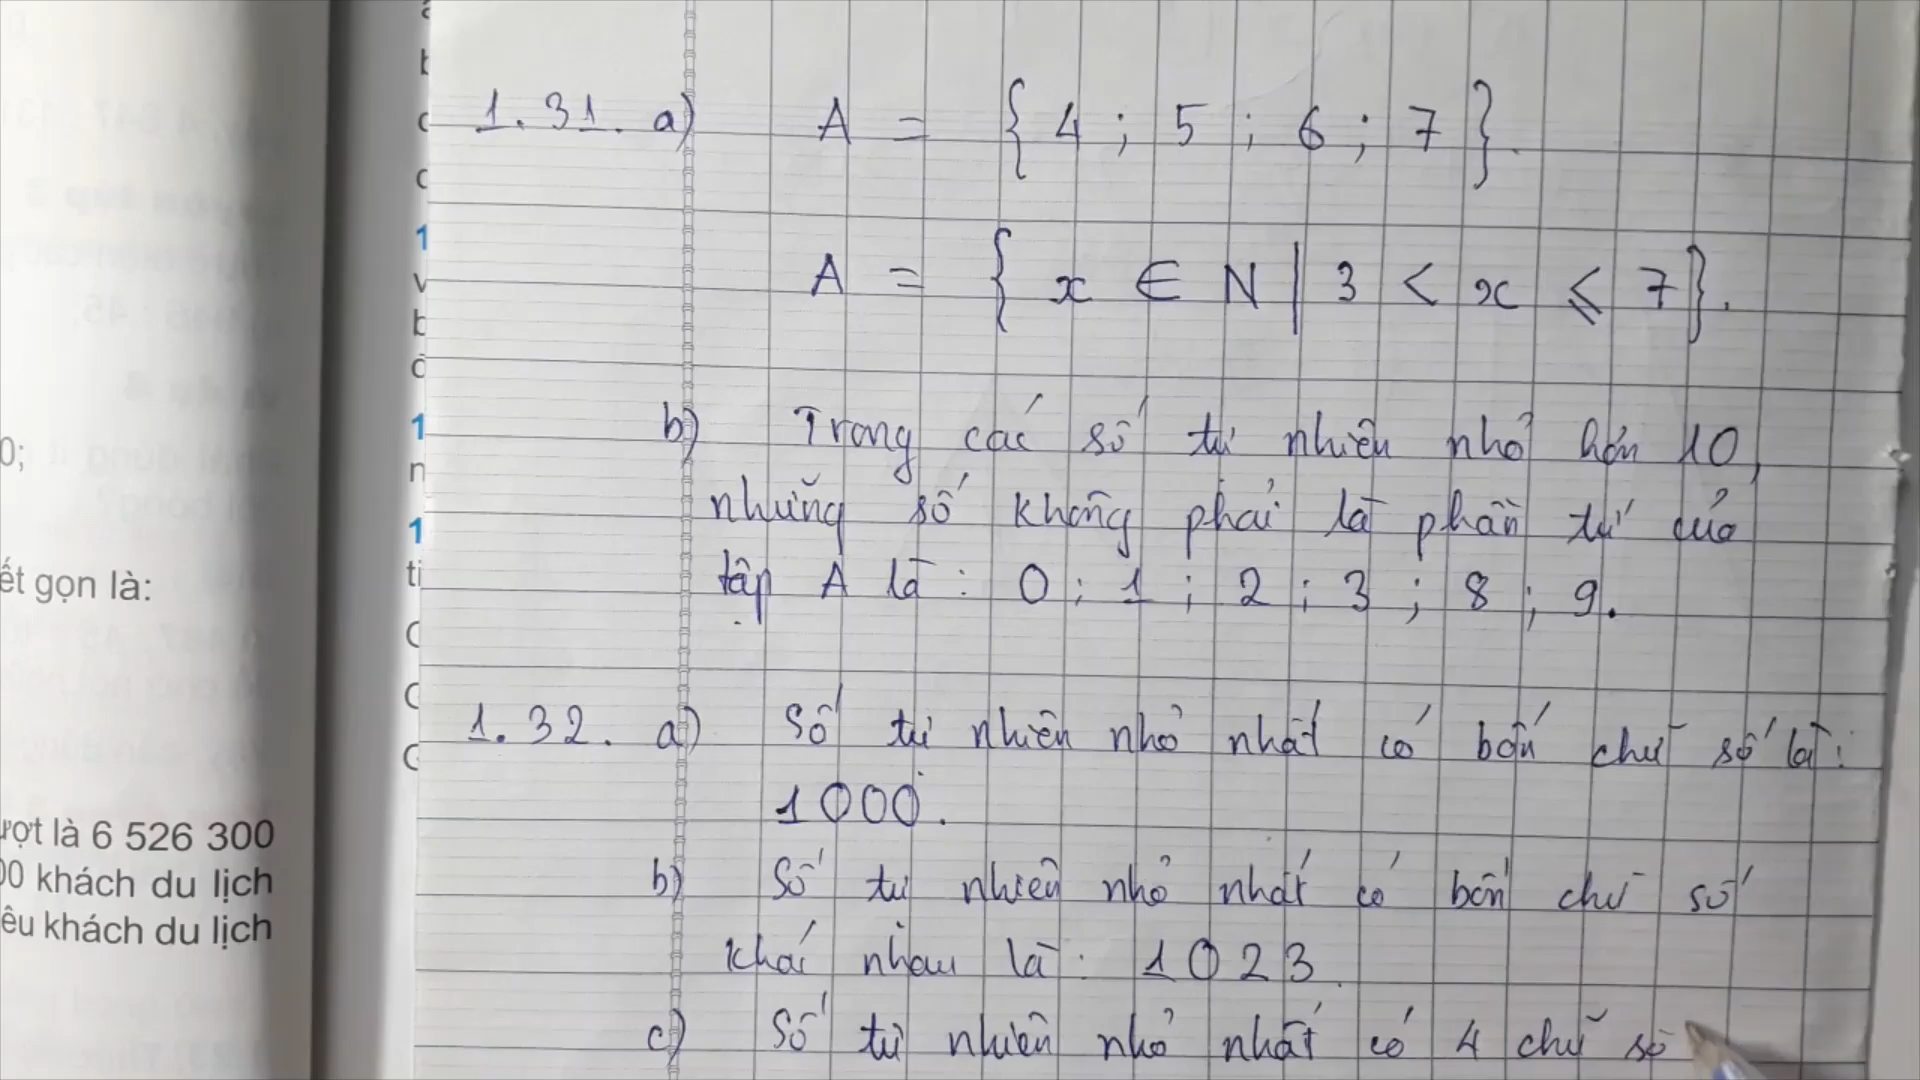 1.31. a) A = { 4 ; 5 ; 6 ; 7 }.
A = { x ∈ N | 3 < x ⩽ 7 }.
b) Trong các số tự nhiên nhỏ hơn 10,
những số không phải là phần tử của
tập A là : 0 ; 1 ; 2 ; 3 ; 8 ; 9.
1.32. a) Số tự nhiên nhỏ nhất có bốn chữ số là:
1000.
b) Số tự nhiên nhỏ nhất có bốn chữ số
khác nhau là : 1023.
c) Số tự nhiên nhỏ nhất có 4 chữ số
0;
ết gọn là:
ượt là 6 526 300
00 khách du lịch
êu khách du lịch